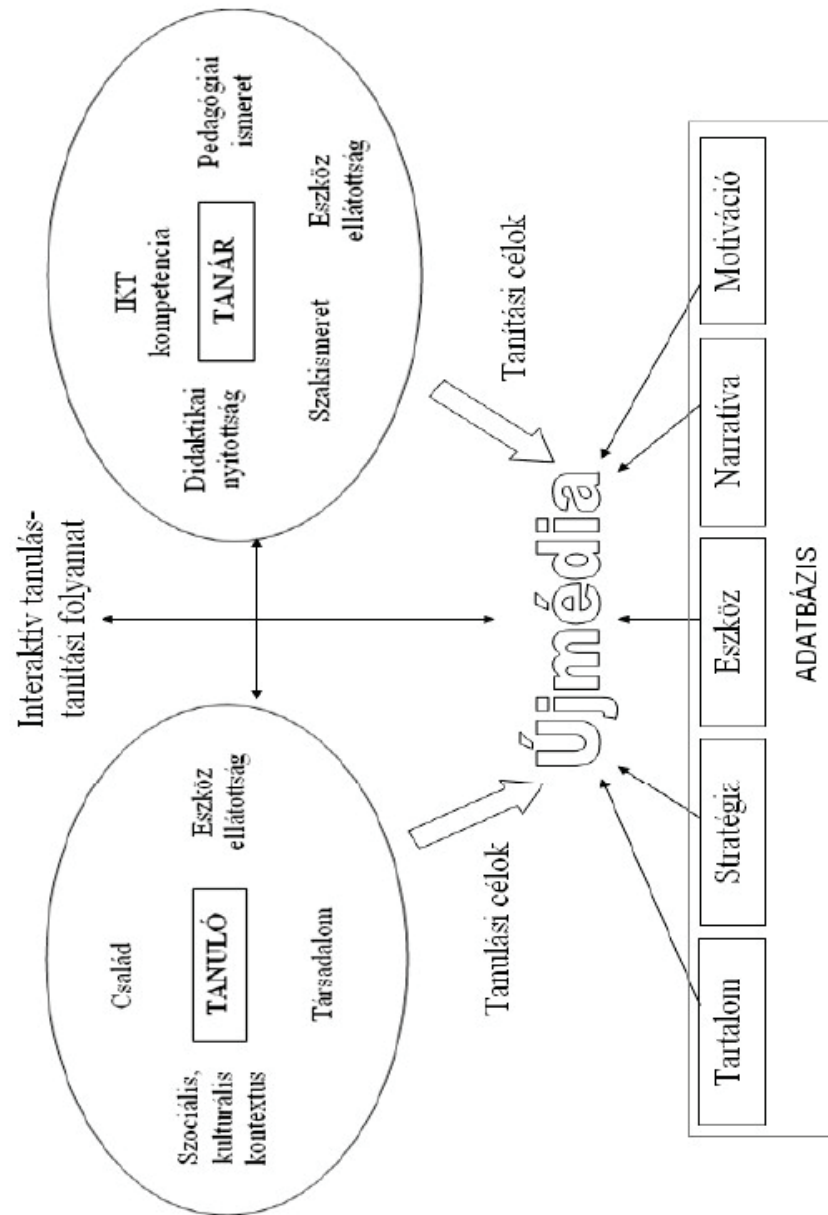 Interaktív tanulás-
tanítási folyamat
Család
TANULÓ
Eszköz
ellátottság
Szociális,
kulturális
kontextus
Társadalom
IKT
kompetencia
Didaktikai
nyitottság
TANÁR
Pedagógiai
ismeret
Szakismeret
Eszköz
ellátottság
Tanulási célok
Tanítási célok
Újmédia
Tartalom
Stratégia
Eszköz
Narratíva
Motiváció
ADATBÁZIS